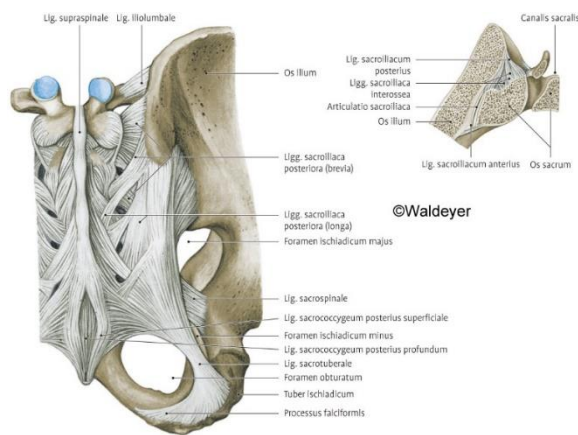 Lig. supraspinale
Lig. iliolumbale
Os ilium
Ligg. sacroiliaca
posteriora (brevia)
Ligg. sacroiliaca
posteriora (longa)
Foramen ischiadicum majus
Lig. sacrospinale
Lig. sacrococcygeum posterius superficiale
Foramen ischiadicum minus
Lig. sacrococcygeum posterius profundum
Lig. sacrotuberale
Foramen obturatum
Tuber ischiadicum
Processus falciformis
Canalis sacralis
Lig. sacroiliacum
posterius
Ligg. sacroiliaca
interossea
Articulatio sacroiliaca
Os ilium
Lig. sacroiliacum anterius
Os sacrum
©Waldeyer